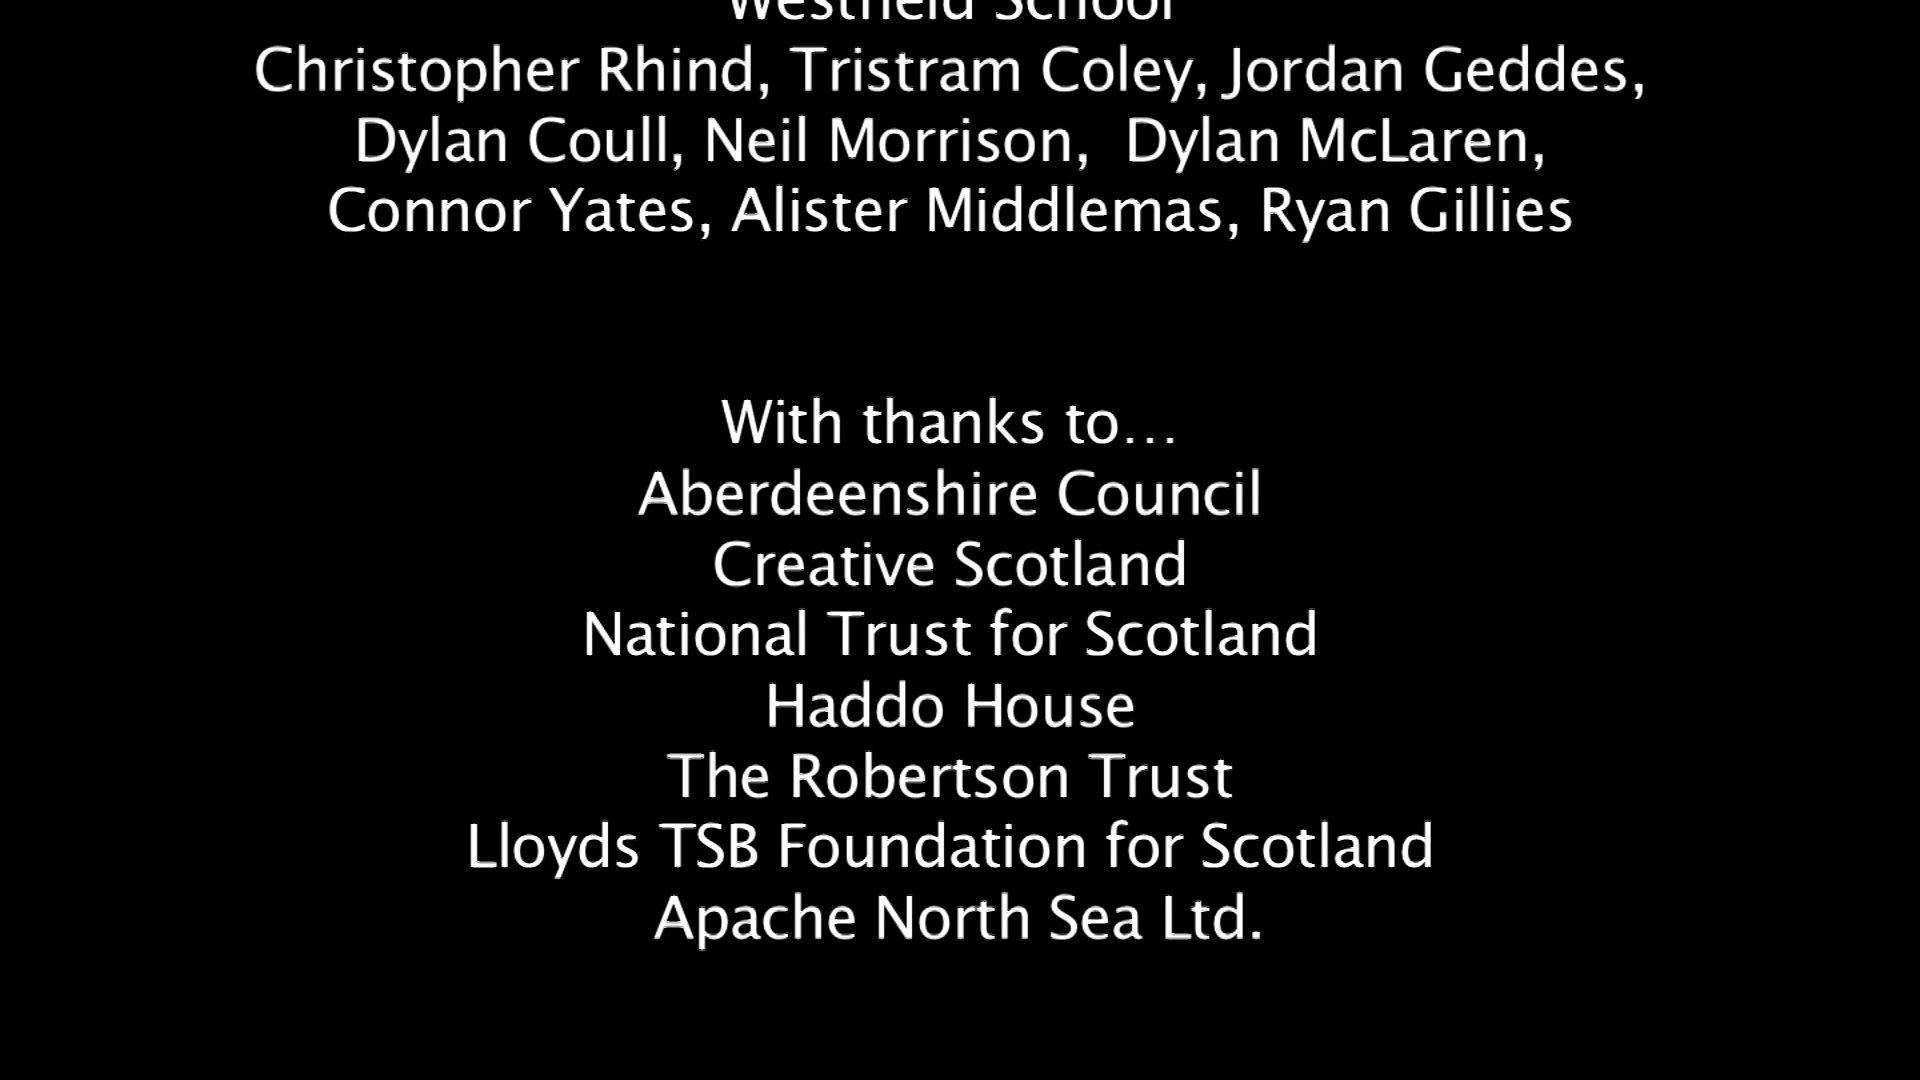 Westfield School
Christopher Rhind, Tristram Coley, Jordan Geddes,
Dylan Coull, Neil Morrison,  Dylan McLaren,
Connor Yates, Alister Middlemas, Ryan Gillies
With thanks to...
Aberdeenshire Council
Creative Scotland
National Trust for Scotland
Haddo House
The Robertson Trust
Lloyds TSB Foundation for Scotland
Apache North Sea Ltd.